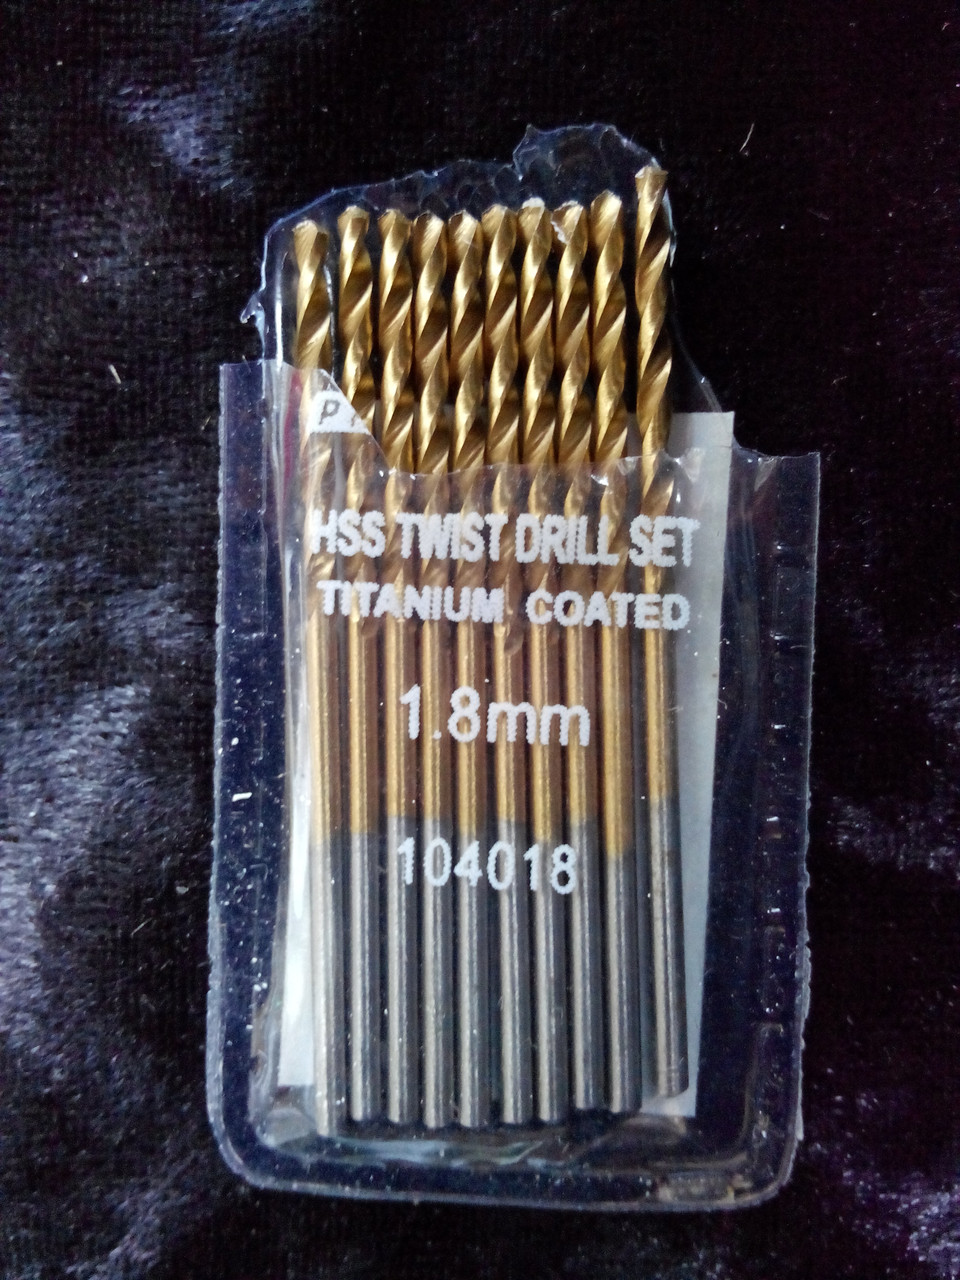 HSS TWIST DRILL SET
TITANIUM COATED
1.8mm
104018